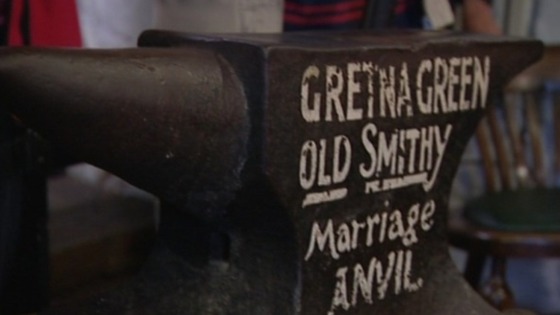 GRETNA GREEN
OLD SMITHY
Marriage
ANVIL.